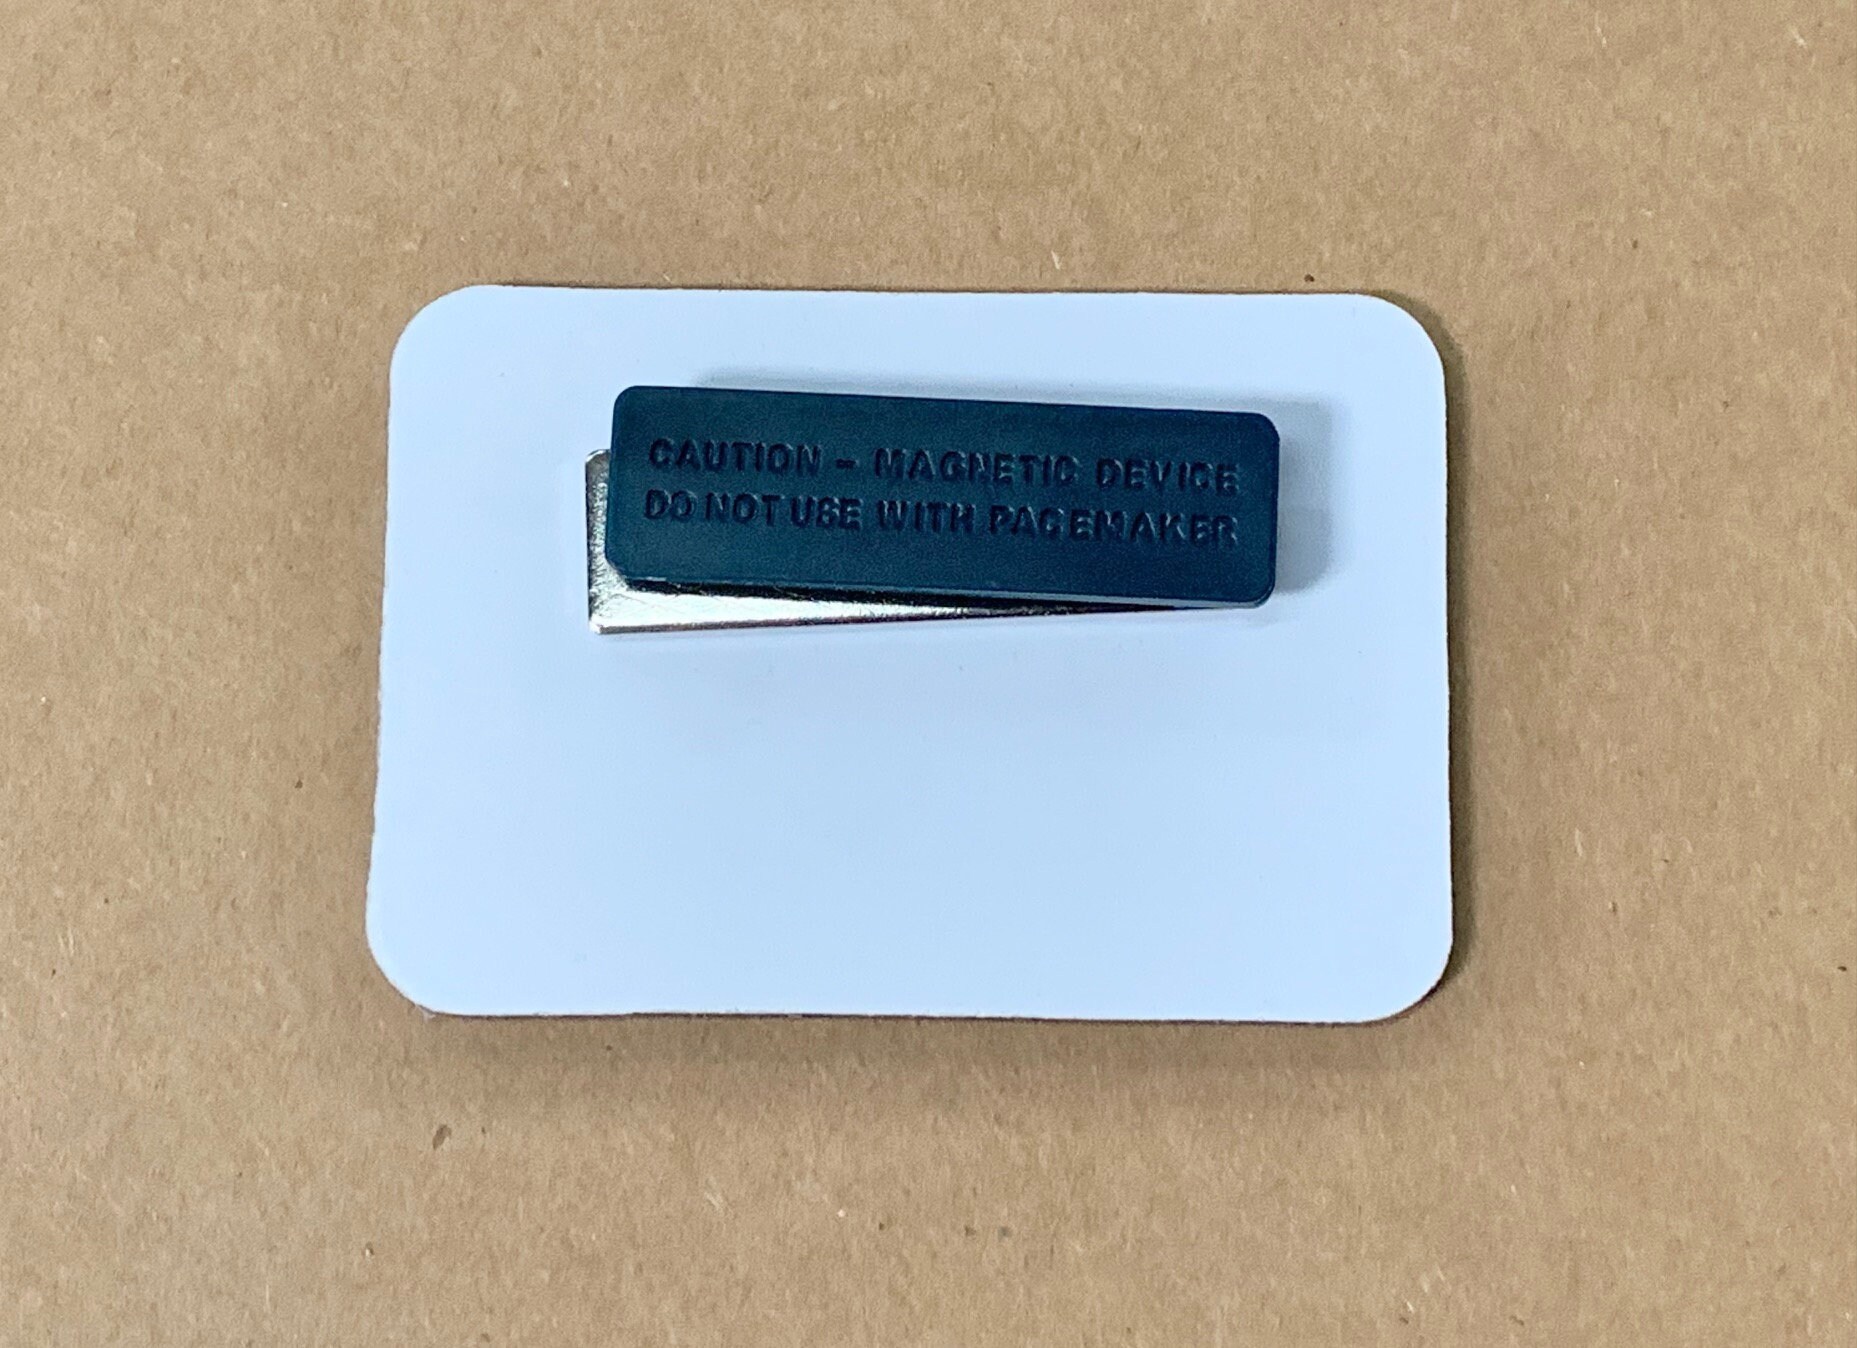 CAUTION - MAGNETIC DEVICE
DO NOT USE WITH PACEMAKER